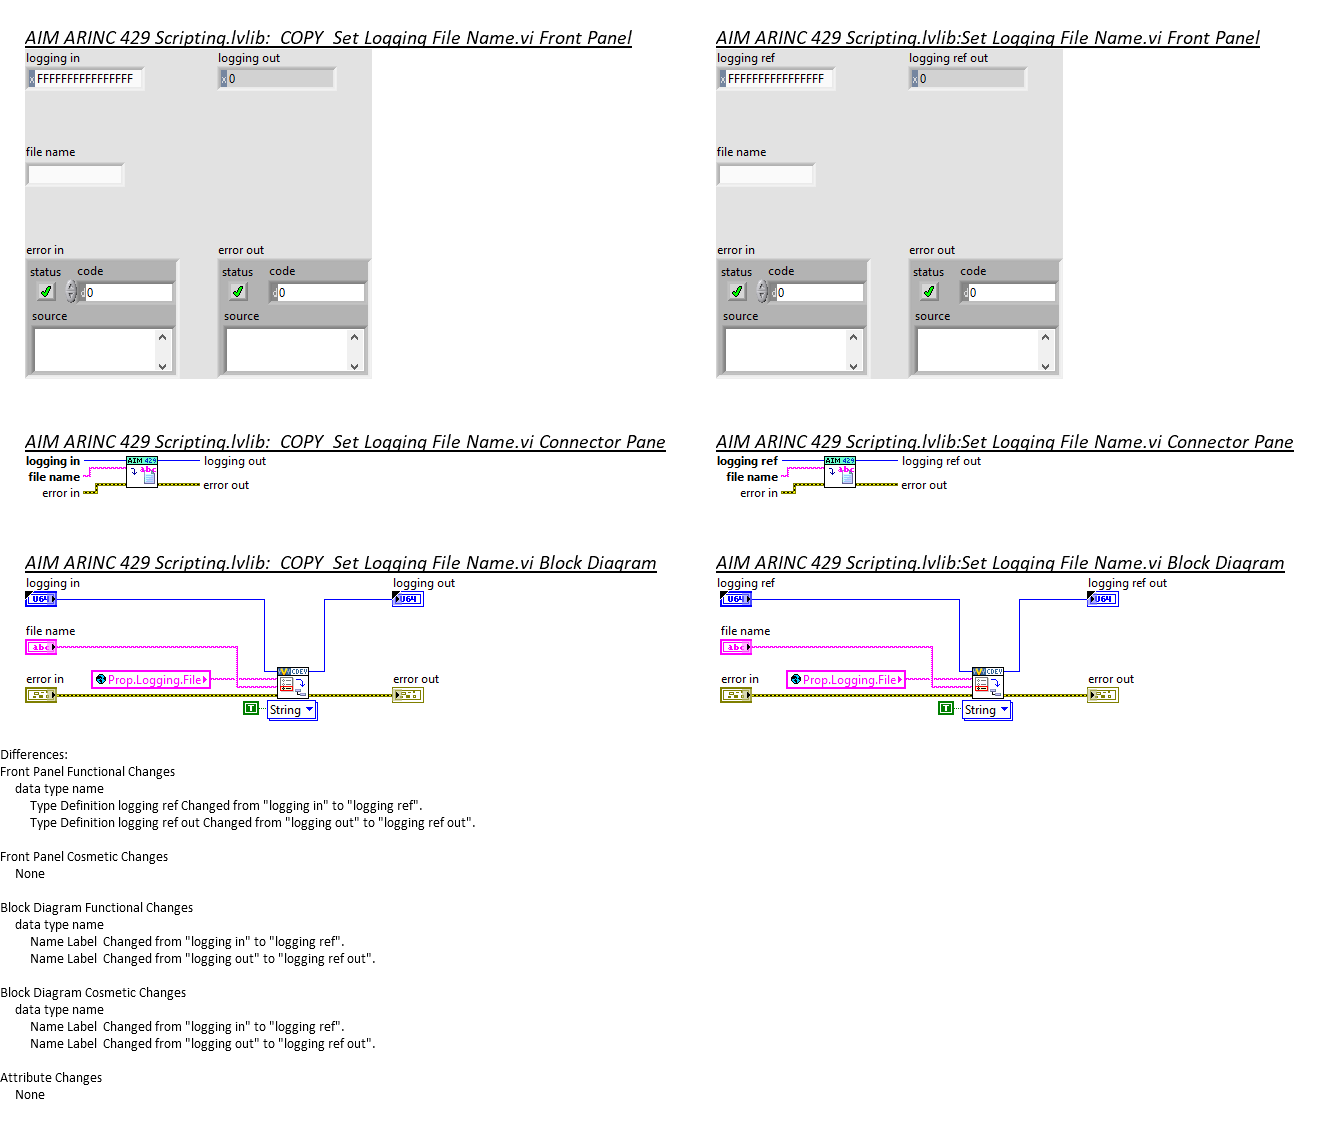 AIM ARINC 429 Scripting.lvlib:_COPY_Set Logging File Name.vi Front Panel
logging in
logging out
x FFFFFFFFFFFFFFFF
x 0
file name
error in
error out
status code
status code
d 0
d 0
source
source
AIM ARINC 429 Scripting.lvlib:Set Logging File Name.vi Front Panel
logging ref
logging ref out
x FFFFFFFFFFFFFFFF
x 0
file name
error in
error out
status code
status code
d 0
d 0
source
source
AIM ARINC 429 Scripting.lvlib:_COPY_Set Logging File Name.vi Connector Pane
logging in
AIM 429
abc
logging out
file name
error in
error out
AIM ARINC 429 Scripting.lvlib:Set Logging File Name.vi Connector Pane
logging ref
AIM 429
abc
logging ref out
file name
error in
error out
AIM ARINC 429 Scripting.lvlib:_COPY_Set Logging File Name.vi Block Diagram
logging in
logging out
U64
U64
file name
abc
error in
Prop.Logging.File
CDEV
error out
T
String
AIM ARINC 429 Scripting.lvlib:Set Logging File Name.vi Block Diagram
logging ref
logging ref out
U64
U64
file name
abc
error in
Prop.Logging.File
CDEV
error out
T
String
Differences:
Front Panel Functional Changes
data type name
Type Definition logging ref Changed from "logging in" to "logging ref".
Type Definition logging ref out Changed from "logging out" to "logging ref out".
Front Panel Cosmetic Changes
None
Block Diagram Functional Changes
data type name
Name Label  Changed from "logging in" to "logging ref".
Name Label  Changed from "logging out" to "logging ref out".
Block Diagram Cosmetic Changes
data type name
Name Label  Changed from "logging in" to "logging ref".
Name Label  Changed from "logging out" to "logging ref out".
Attribute Changes
None